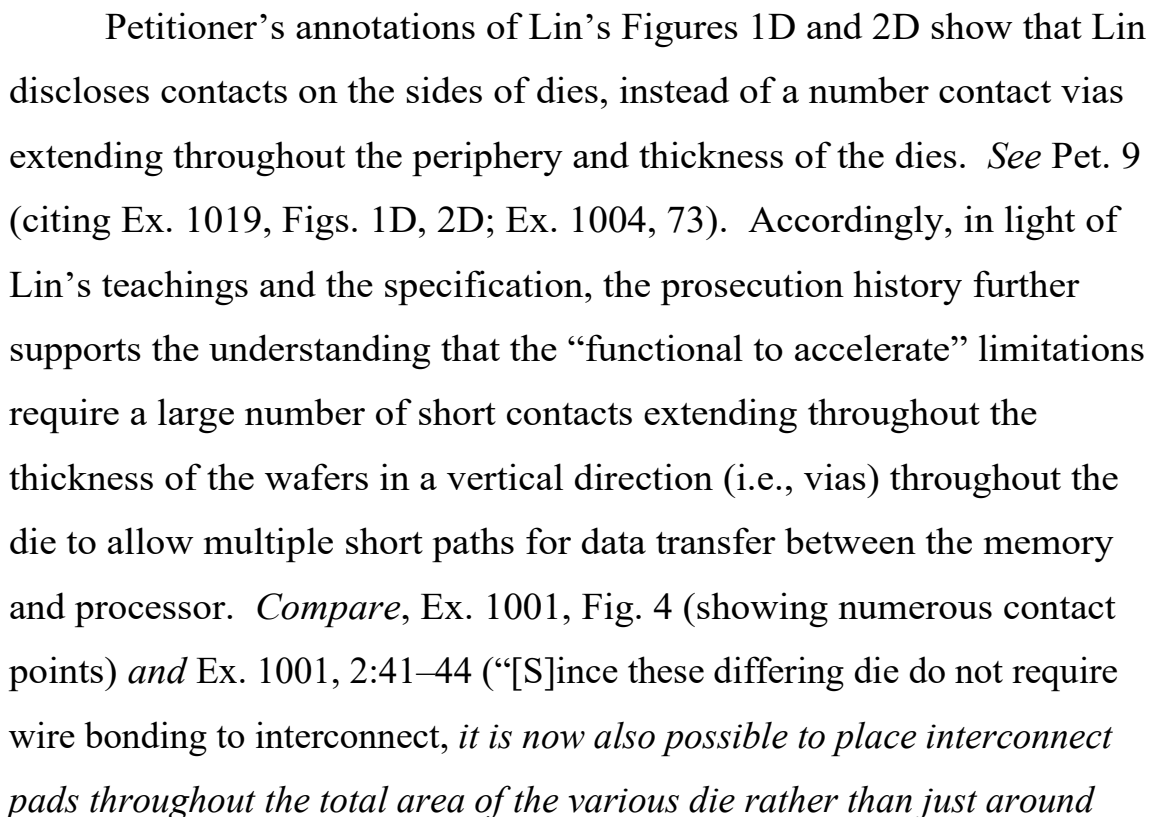 Petitioner’s annotations of Lin’s Figures 1D and 2D show that Lin
discloses contacts on the sides of dies, instead of a number contact vias
extending throughout the periphery and thickness of the dies.  See Pet. 9
(citing Ex. 1019, Figs. 1D, 2D; Ex. 1004, 73).  Accordingly, in light of
Lin’s teachings and the specification, the prosecution history further
supports the understanding that the “functional to accelerate” limitations
require a large number of short contacts extending throughout the
thickness of the wafers in a vertical direction (i.e., vias) throughout the
die to allow multiple short paths for data transfer between the memory
and processor.  Compare, Ex. 1001, Fig. 4 (showing numerous contact
points) and Ex. 1001, 2:41–44 (“[S]ince these differing die do not require
wire bonding to interconnect, it is now also possible to place interconnect
pads throughout the total area of the various die rather than just around